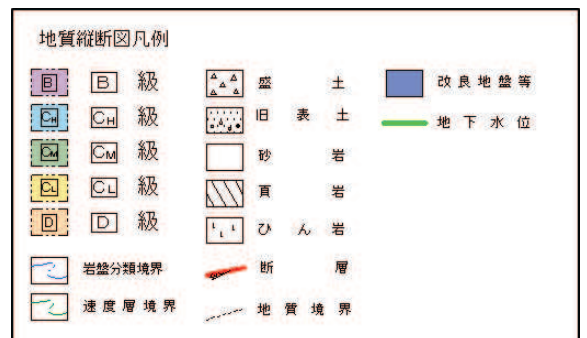 地質縦断図凡例
B B 級 盛土 改良地盤等
CH CH 級 旧表土 地下水位
CM CM 級 砂岩
CL CL 級 頁岩
D D 級 ひん岩
岩盤分類境界 断層
速度層境界 地質境界